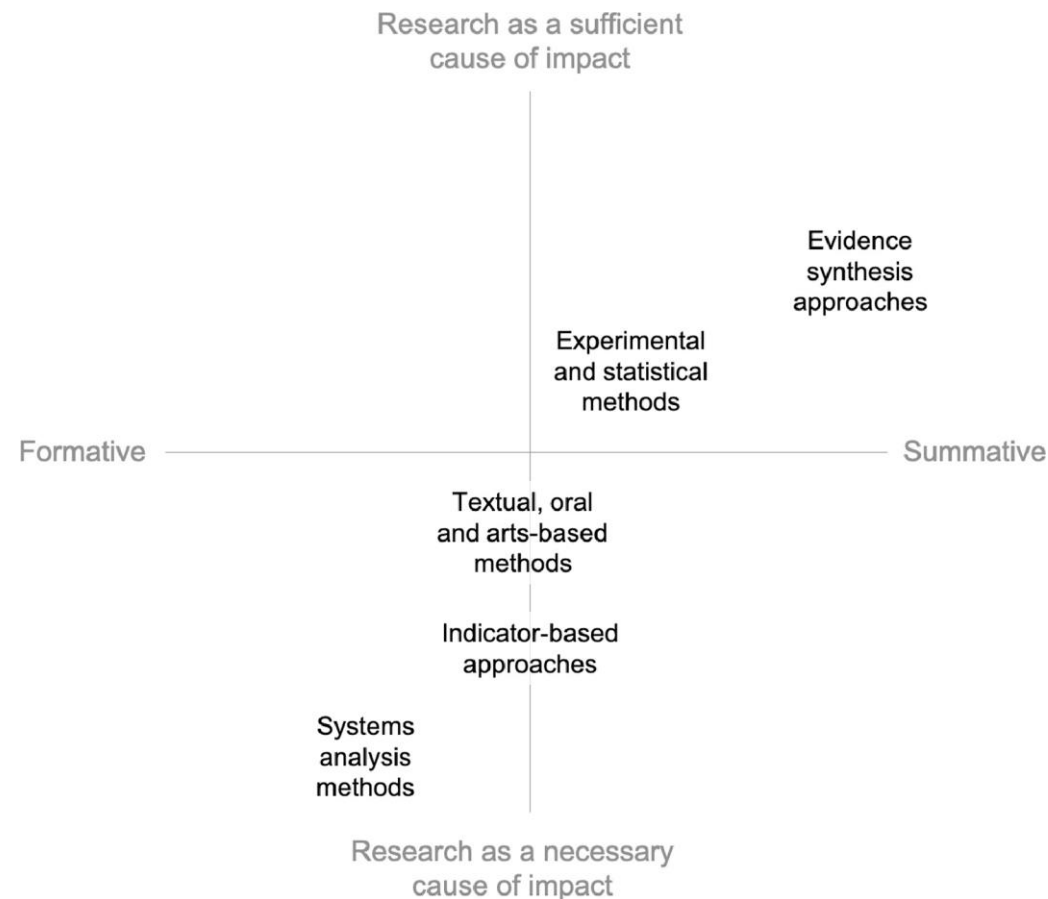 Research as a sufficient
cause of impact
Evidence
synthesis
approaches
Experimental
and statistical
methods
Formative
Summative
Textual, oral
and arts-based
methods
Indicator-based
approaches
Systems
analysis
methods
Research as a necessary
cause of impact